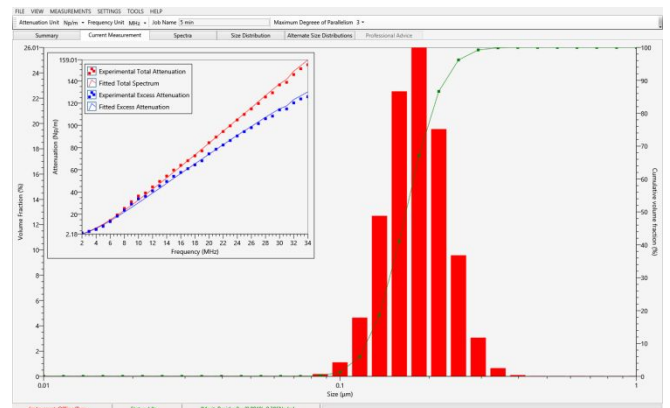 FILE VIEW MEASUREMENTS SETTINGS TOOLS HELP
Attenuation Unit Np/m Frequency Unit MHz Job Name 5 min Maximum Degreee of Parallelion 3
Summary Current Measurement Spectra Size Distribution Alternate Size Distributions Professional Advice
26.01
24
22
20
18
16
14
12
10
8
6
4
2
0
Volume Fraction (%)
159.01
140
120
100
80
60
40
20
2.18
Attenuation (Np/m)
Experimental Total Attenuation
Fitted Total Spectrum
Experimental Excess Attenuation
Fitted Excess Attenuation
2 4 6 8 10 12 14 16 18 20 22 24 26 28 30 32 34
Frequency (MHz)
100
90
80
70
60
50
40
30
20
10
0
Cumulative volume fraction (%)
0.01 0.1 1
Size (μm)